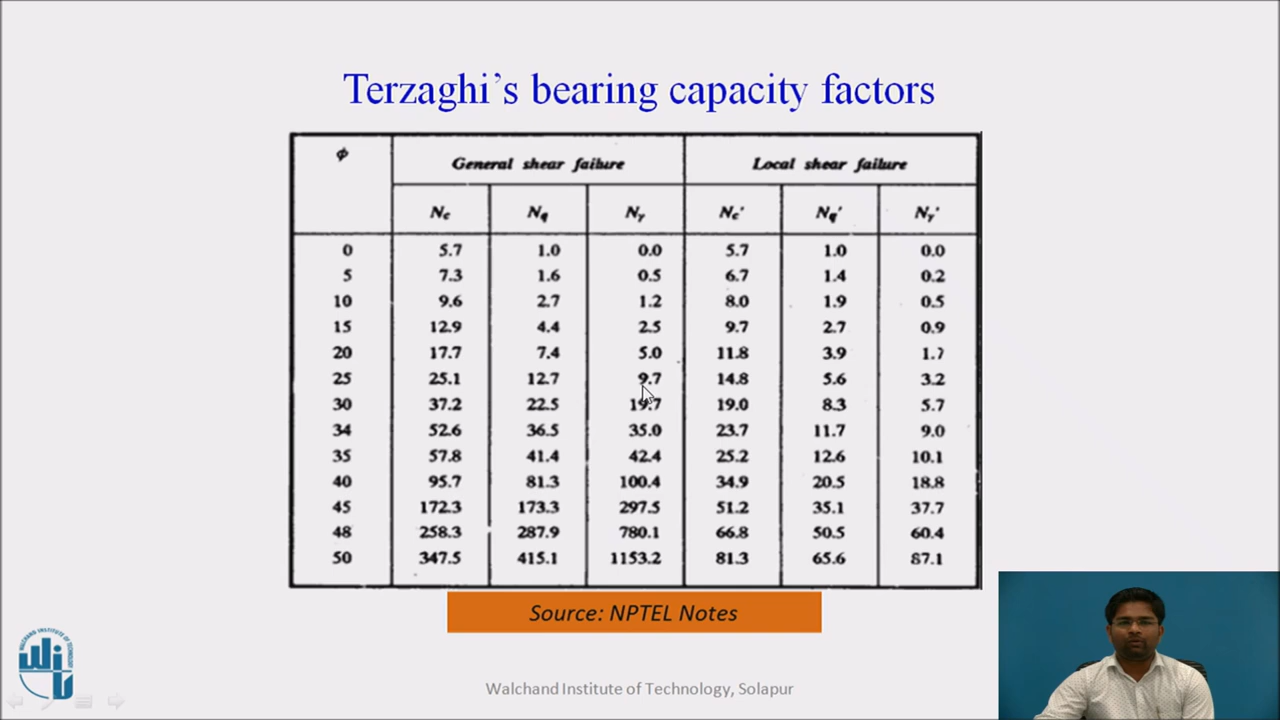 Terzaghi's bearing capacity factors
ϕ General shear failure Local shear failure
Nc Nq Nγ Nc' Nq' Nγ'
0 5.7 1.0 0.0 5.7 1.0 0.0
5 7.3 1.6 0.5 6.7 1.4 0.2
10 9.6 2.7 1.2 8.0 1.9 0.5
15 12.9 4.4 2.5 9.7 2.7 0.9
20 17.7 7.4 5.0 11.8 3.9 1.7
25 25.1 12.7 9.7 14.8 5.6 3.2
30 37.2 22.5 19.7 19.0 8.3 5.7
34 52.6 36.5 35.0 23.7 11.7 9.0
35 57.8 41.4 42.4 25.2 12.6 10.1
40 95.7 81.3 100.4 34.9 20.5 18.8
45 172.3 173.3 297.5 51.2 35.1 37.7
48 258.3 287.9 780.1 66.8 50.5 60.4
50 347.5 415.1 1153.2 81.3 65.6 87.1
Source: NPTEL Notes
WALCHAND INSTITUTE OF TECHNOLOGY
WIT
Walchand Institute of Technology, Solapur